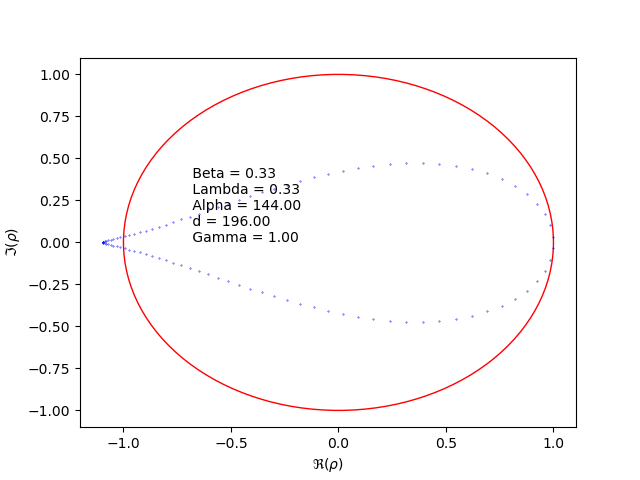 1.00
0.75
0.50
0.25
0.00
−0.25
−0.50
−0.75
−1.00
ℑ(ρ)
Beta = 0.33
Lambda = 0.33
Alpha = 144.00
d = 196.00
Gamma = 1.00
−1.0 −0.5 0.0 0.5 1.0
ℜ(ρ)